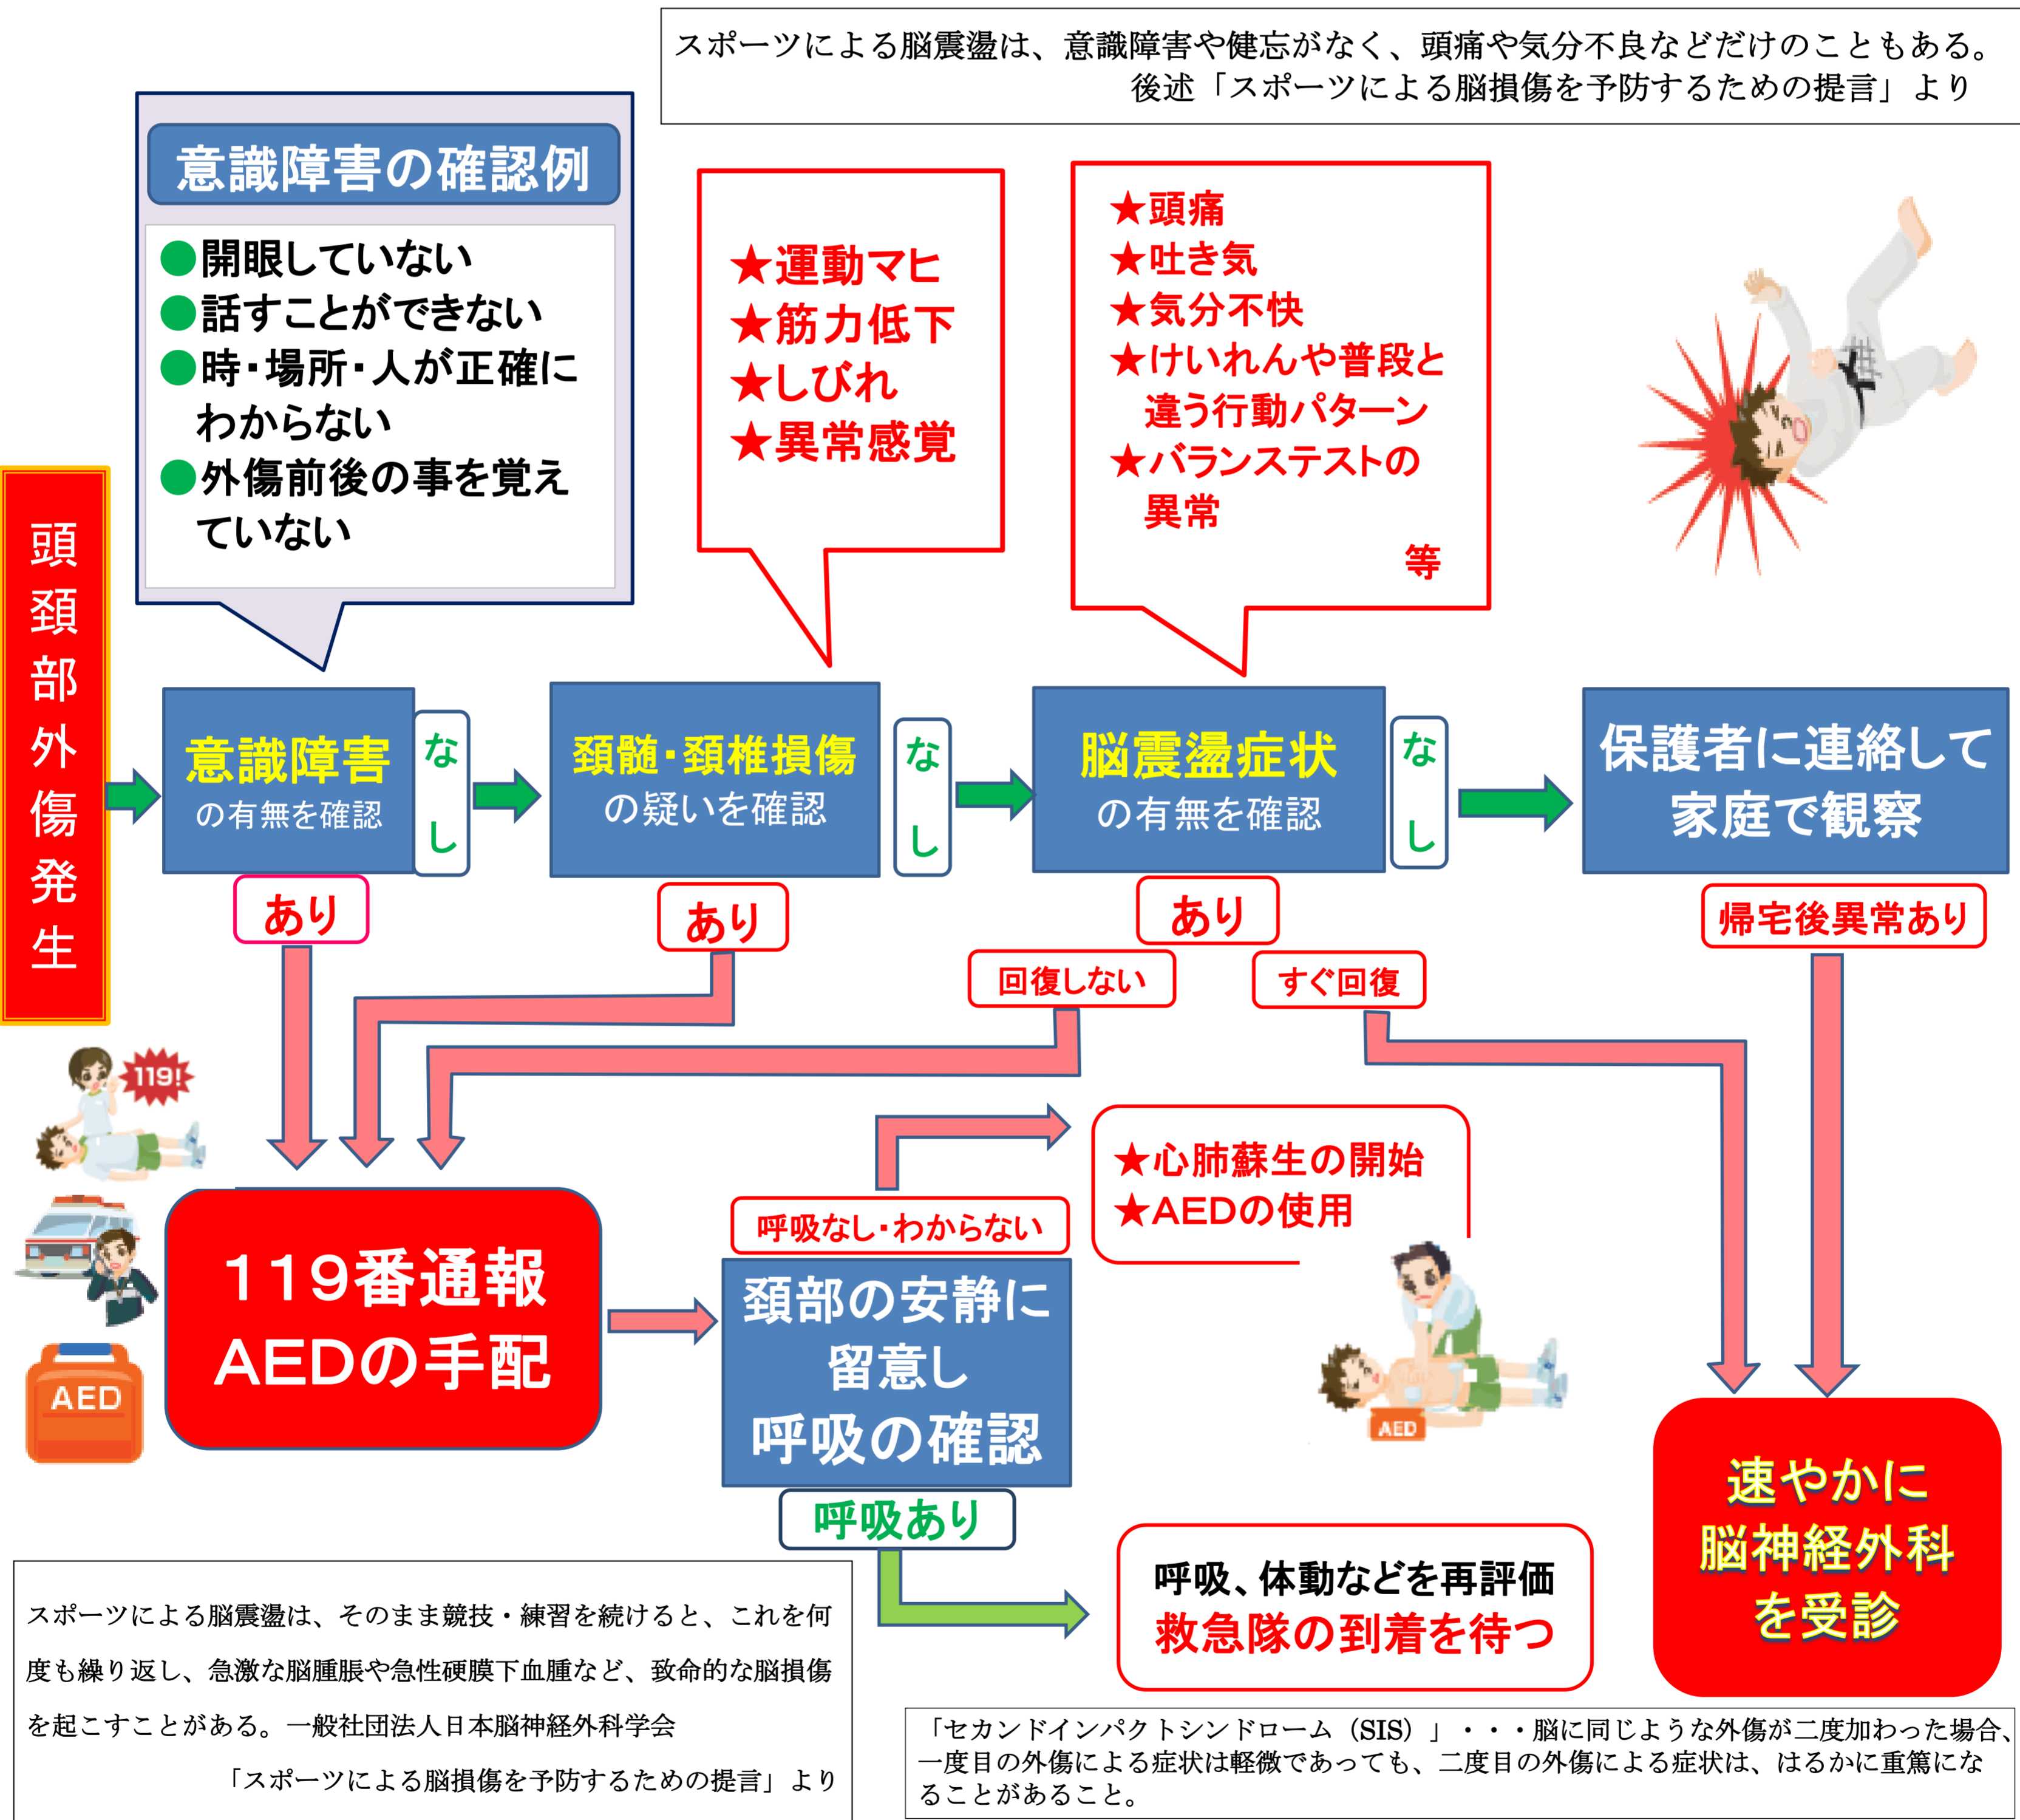 スポーツによる脳震盪は、意識障害や健忘がなく、頭痛や気分不良などだけのこともある。
後述「スポーツによる脳損傷を予防するための提言」より
意識障害の確認例
●開眼していない
●話すことができない
●時・場所・人が正確に
わからない
●外傷前後の事を覚え
ていない
★運動マヒ
★筋力低下
★しびれ
★異常感覚
★頭痛
★吐き気
★気分不快
★けいれんや普段と
違う行動パターン
★バランステストの
異常
等
頭頚部外傷発生
意識障害
の有無を確認
なし
頚髄・頚椎損傷
の疑いを確認
なし
脳震盪症状
の有無を確認
なし
保護者に連絡して
家庭で観察
あり
あり
あり
帰宅後異常あり
回復しない
すぐ回復
119!
119番通報
AEDの手配
AED
呼吸なし・わからない
★心肺蘇生の開始
★AEDの使用
頚部の安静に
留意し
呼吸の確認
AED
呼吸あり
呼吸、体動などを再評価
救急隊の到着を待つ
速やかに
脳神経外科
を受診
スポーツによる脳震盪は、そのまま競技・練習を続けると、これを何
度も繰り返し、急激な脳腫脹や急性硬膜下血腫など、致命的な脳損傷
を起こすことがある。一般社団法人日本脳神経外科学会
「スポーツによる脳損傷を予防するための提言」より
「セカンドインパクトシンドローム（SIS）」・・・脳に同じような外傷が二度加わった場合、
一度目の外傷による症状は軽微であっても、二度目の外傷による症状は、はるかに重篤にな
ることがあること。